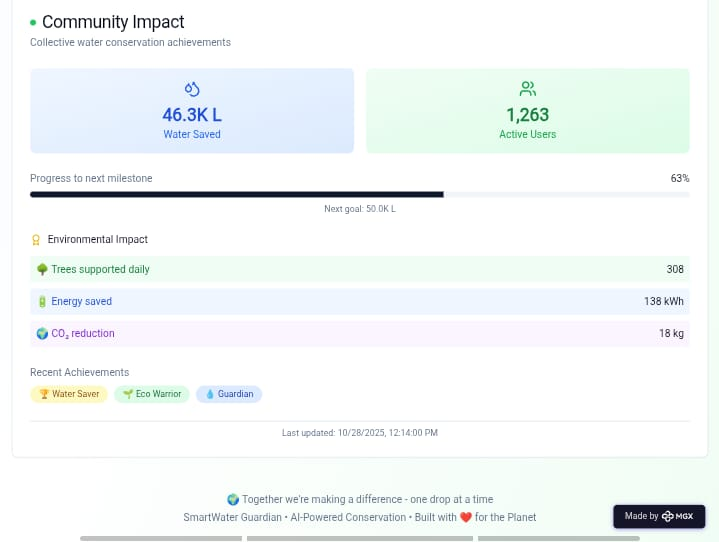 Community Impact
Collective water conservation achievements
46.3K L
Water Saved
1,263
Active Users
Progress to next milestone
63%
Next goal: 50.0K L
Environmental Impact
🌳 Trees supported daily
308
🔋 Energy saved
138 kWh
🌍 CO₂ reduction
18 kg
Recent Achievements
🏆 Water Saver
🌱 Eco Warrior
💧 Guardian
Last updated: 10/28/2025, 12:14:00 PM
🌍 Together we're making a difference - one drop at a time
SmartWater Guardian • AI-Powered Conservation • Built with ❤️ for the Planet
Made by MGX